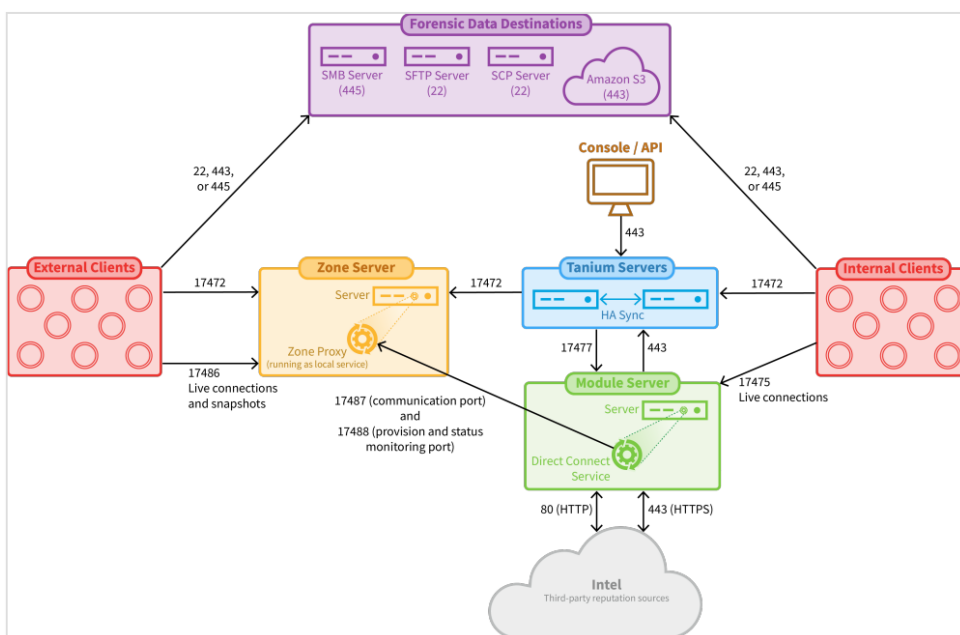 Forensic Data Destinations
SMB Server
(445)
SFTP Server
(22)
SCP Server
(22)
Amazon S3
(443)
Console / API
22, 443,
or 445
22, 443,
or 445
443
External Clients
Zone Server
Tanium Servers
Internal Clients
17472
Server
17472
HA Sync
17472
Zone Proxy
(running as local service)
17477
443
17486
Live connections
and snapshots
Module Server
17475
Live connections
17487 (communication port)
and
17488 (provision and status
monitoring port)
Server
Direct Connect
Service
80 (HTTP)
443 (HTTPS)
Intel
Third-party reputation sources